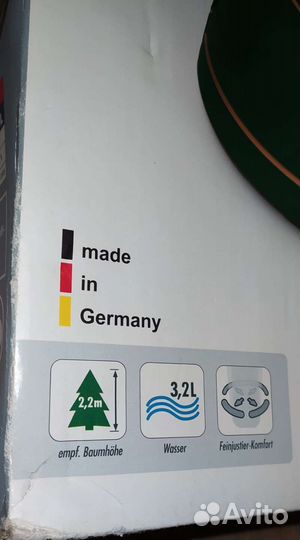 made
in
Germany
2,2m
3,2L
empf. Baumhöhe
Wasser
Feinjustier-Komfort
Avito